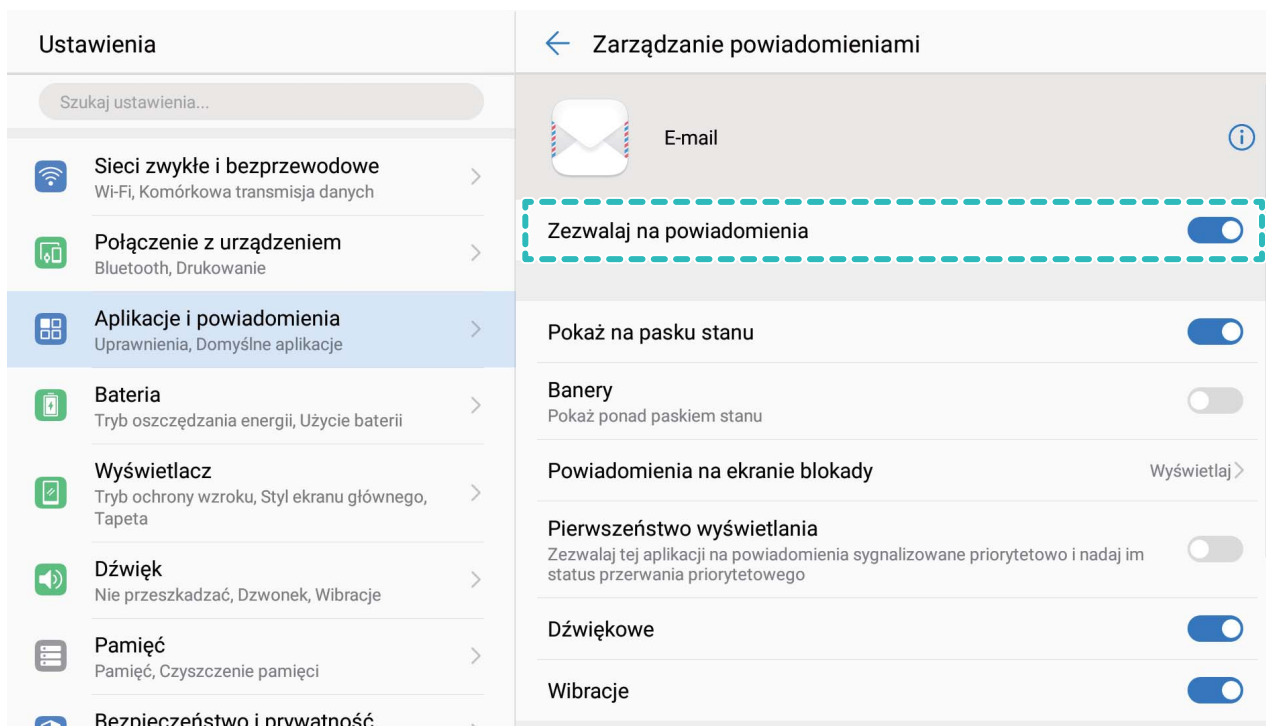 Ustawienia
Szukaj ustawienia...
Sieci zwykłe i bezprzewodowe
Wi-Fi, Komórkowa transmisja danych
Połączenie z urządzeniem
Bluetooth, Drukowanie
Aplikacje i powiadomienia
Uprawnienia, Domyślne aplikacje
Bateria
Tryb oszczędzania energii, Użycie baterii
Wyświetlacz
Tryb ochrony wzroku, Styl ekranu głównego,
Tapeta
Dźwięk
Nie przeszkadzać, Dzwonek, Wibracje
Pamięć
Pamięć, Czyszczenie pamięci
Bezpieczeństwo i prywatność
Zarządzanie powiadomieniami
E-mail
Zezwalaj na powiadomienia
Pokaż na pasku stanu
Banery
Pokaż ponad paskiem stanu
Powiadomienia na ekranie blokady
Wyświetlaj
Pierwszeństwo wyświetlania
Zezwalaj tej aplikacji na powiadomienia sygnalizowane priorytetowo i nadaj im
status przerwania priorytetowego
Dźwiękowe
Wibracje